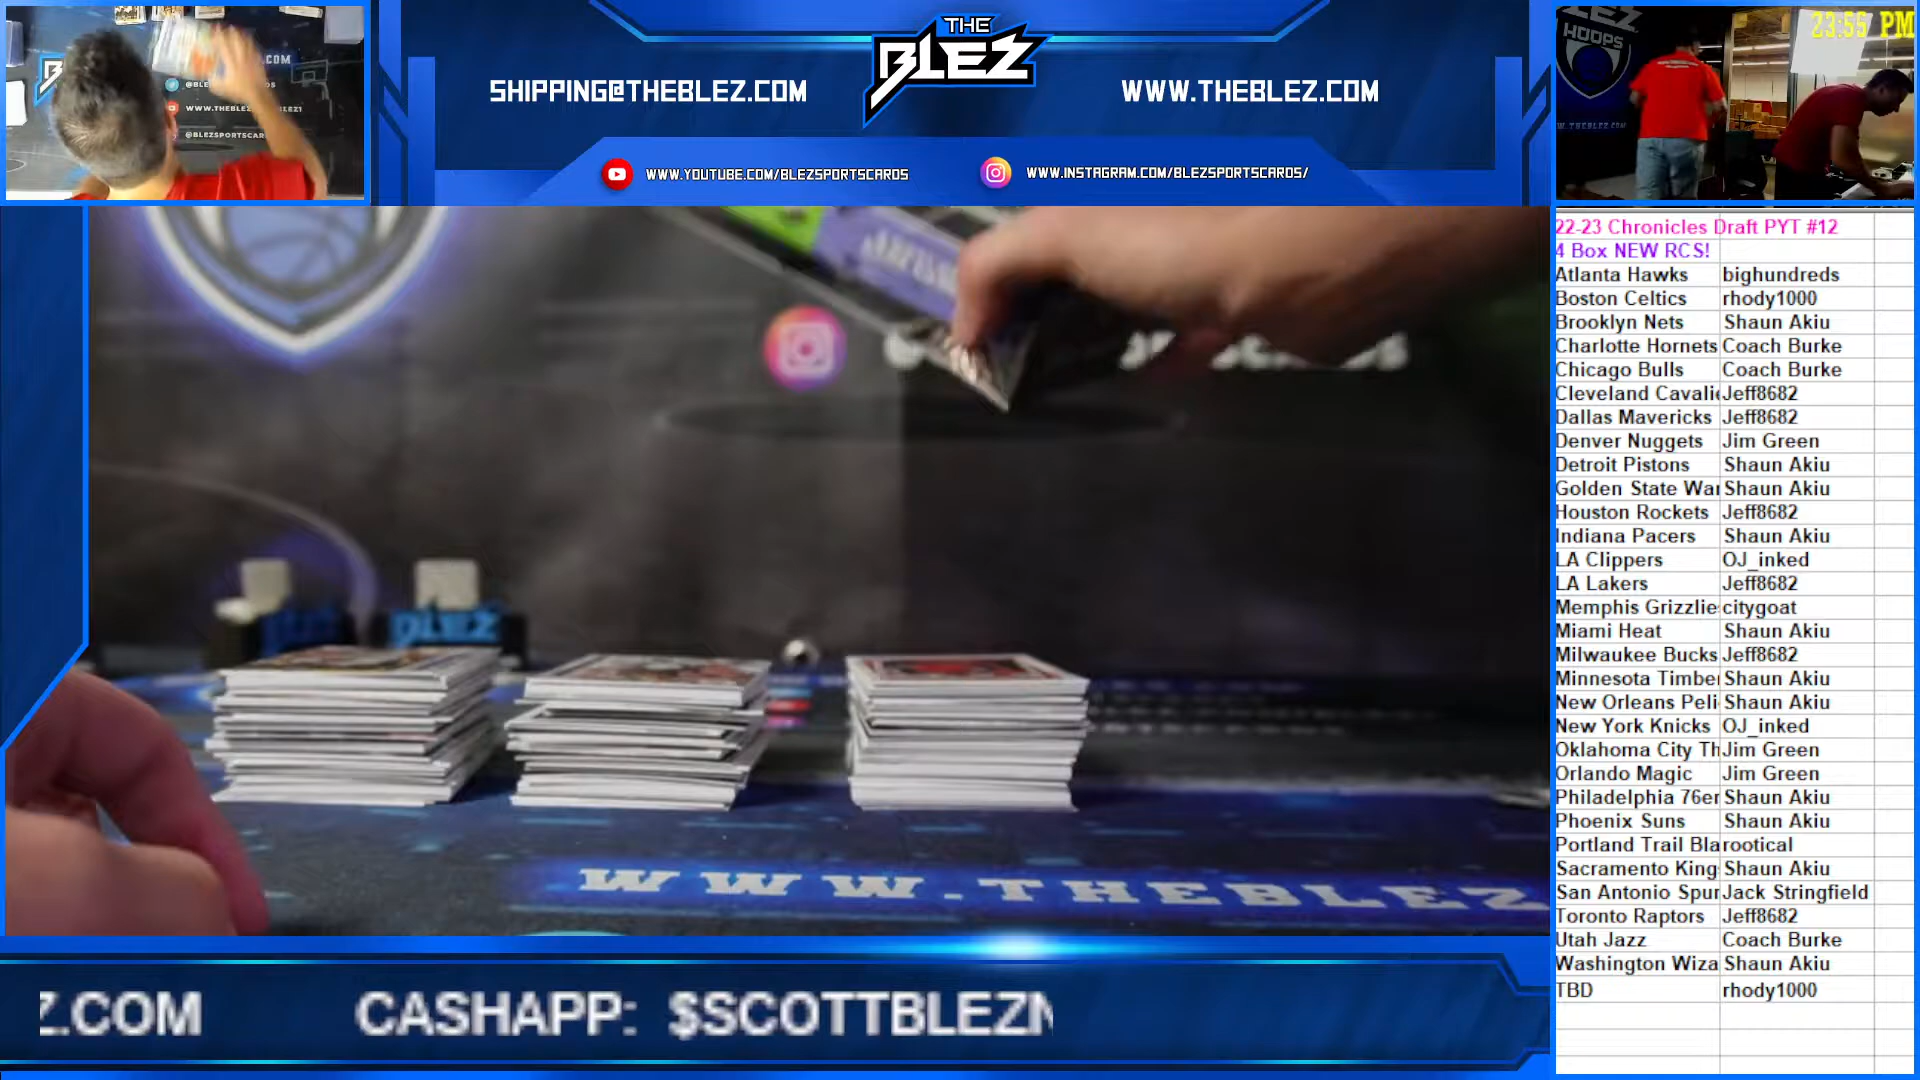 THE
BLEZ
SHIPPING@THEBLEZ.COM
WWW.THEBLEZ.COM
WWW.YOUTUBE.COM/BLEZSPORTSCARDS
WWW.INSTAGRAM.COM/BLEZSPORTSCARDS/
HOOPS
23:55 PM
22-23 Chronicles Draft PYT #12
4 Box NEW RCS!
Atlanta Hawks bighundreds
Boston Celtics rhody1000
Brooklyn Nets Shaun Akiu
Charlotte Hornets Coach Burke
Chicago Bulls Coach Burke
Cleveland Cavali Jeff8682
Dallas Mavericks Jeff8682
Denver Nuggets Jim Green
Detroit Pistons Shaun Akiu
Golden State War Shaun Akiu
Houston Rockets Jeff8682
Indiana Pacers Shaun Akiu
LA Clippers OJ_inked
LA Lakers Jeff8682
Memphis Grizzlie citygoat
Miami Heat Shaun Akiu
Milwaukee Bucks Jeff8682
Minnesota Timber Shaun Akiu
New Orleans Peli Shaun Akiu
New York Knicks OJ_inked
Oklahoma City Th Jim Green
Orlando Magic Jim Green
Philadelphia 76er Shaun Akiu
Phoenix Suns Shaun Akiu
Portland Trail Bla rootical
Sacramento King Shaun Akiu
San Antonio Spur Jack Stringfield
Toronto Raptors Jeff8682
Utah Jazz Coach Burke
Washington Wiza Shaun Akiu
TBD rhody1000
BLEZ
WWW.THEBLEZ
Z.COM CASHAPP: $SCOTTBLEZN